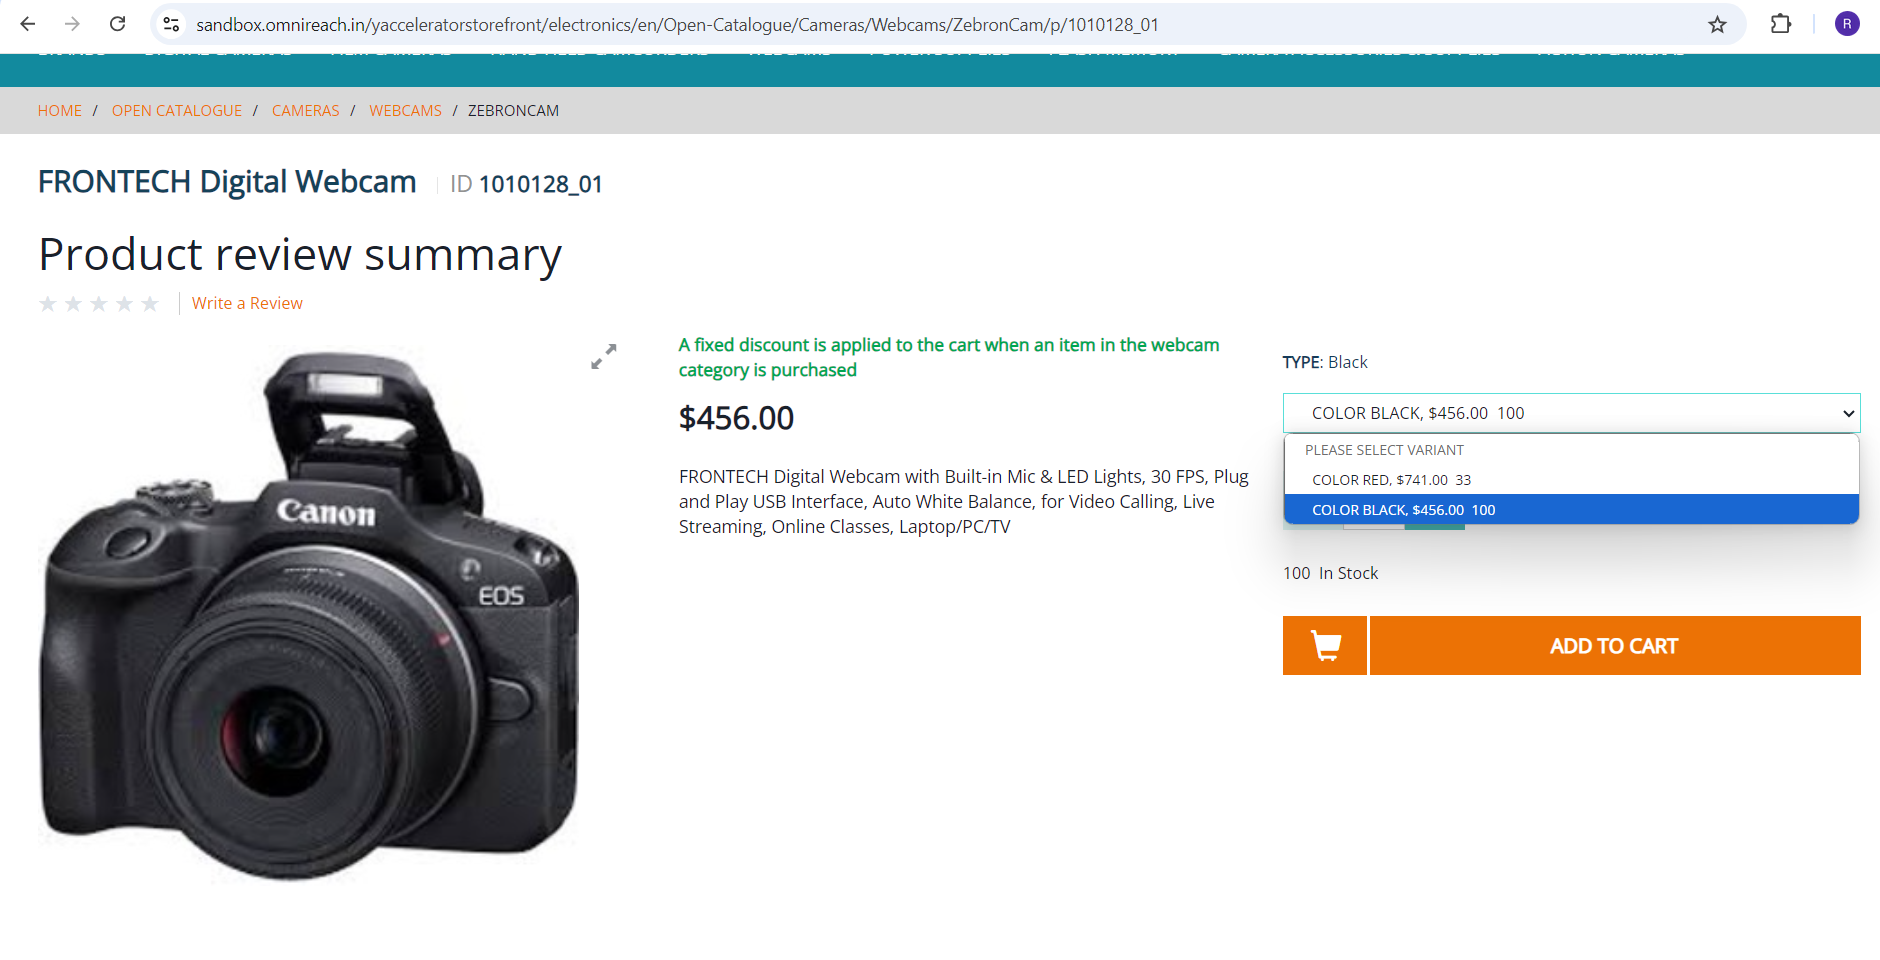 sandbox.omnireach.in/yacceleratorstorefront/electronics/en/Open-Catalogue/Cameras/Webcams/ZebronCam/p/1010128_01
R
HOME / OPEN CATALOGUE / CAMERAS / WEBCAMS / ZEBRONCAM
FRONTECH Digital Webcam ID 1010128_01
Product review summary
Write a Review
Canon
EOS
A fixed discount is applied to the cart when an item in the webcam
category is purchased
$456.00
FRONTECH Digital Webcam with Built-in Mic & LED Lights, 30 FPS, Plug
and Play USB Interface, Auto White Balance, for Video Calling, Live
Streaming, Online Classes, Laptop/PC/TV
TYPE: Black
COLOR BLACK, $456.00 100
PLEASE SELECT VARIANT
COLOR RED, $741.00 33
COLOR BLACK, $456.00 100
100 In Stock
ADD TO CART